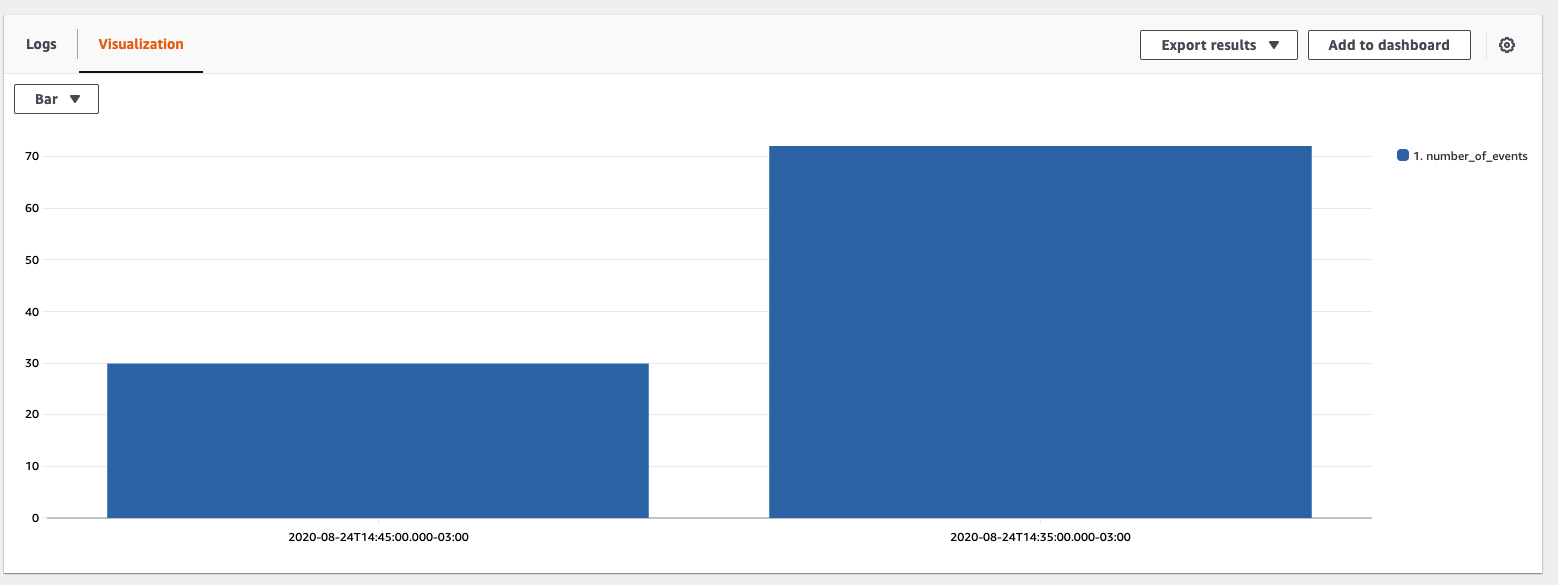 Logs
Visualization
Export results
Add to dashboard
Bar
70
60
50
40
30
20
10
0
1. number_of_events
2020-08-24T14:45:00.000-03:00
2020-08-24T14:35:00.000-03:00